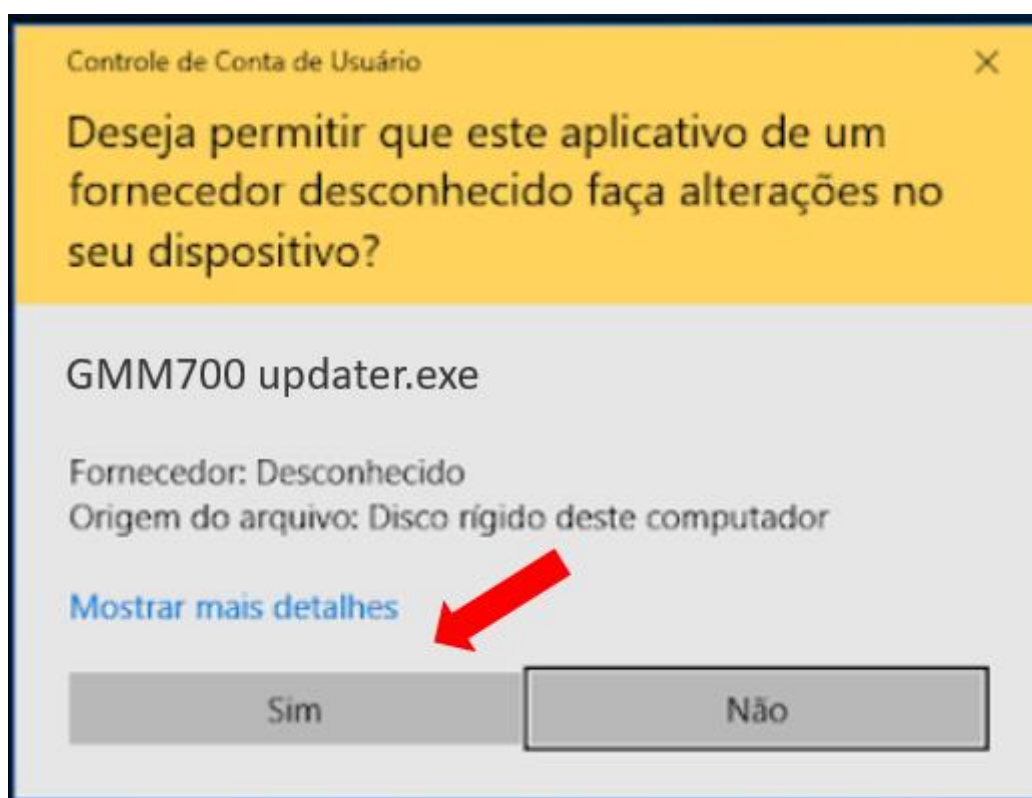 Controle de Conta de Usuário
Deseja permitir que este aplicativo de um
fornecedor desconhecido faça alterações no
seu dispositivo?
GMM700 updater.exe
Fornecedor: Desconhecido
Origem do arquivo: Disco rígido deste computador
Mostrar mais detalhes
Sim Não